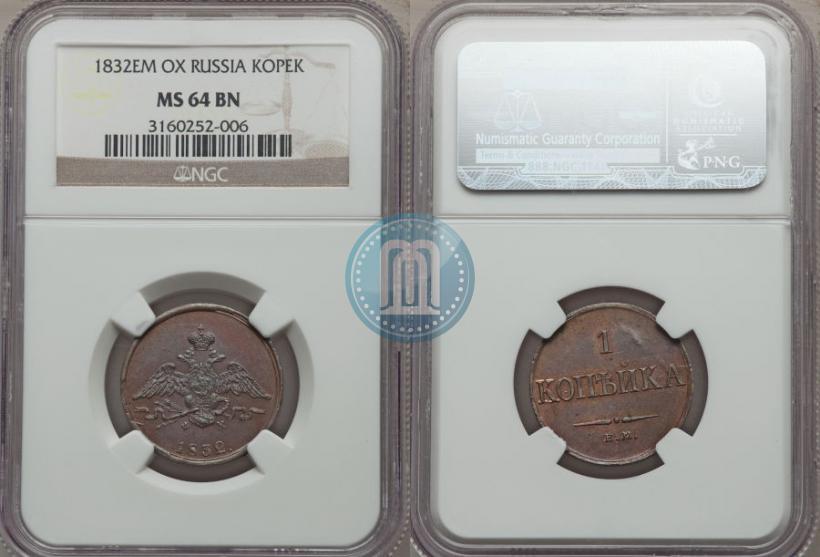 1832EM OX RUSSIA KOPEK
MS 64 BN
3160252-006
NGC
Numismatic Guaranty Corporation
PNG
1832.
1
КОПѢЙКА
Е.М.